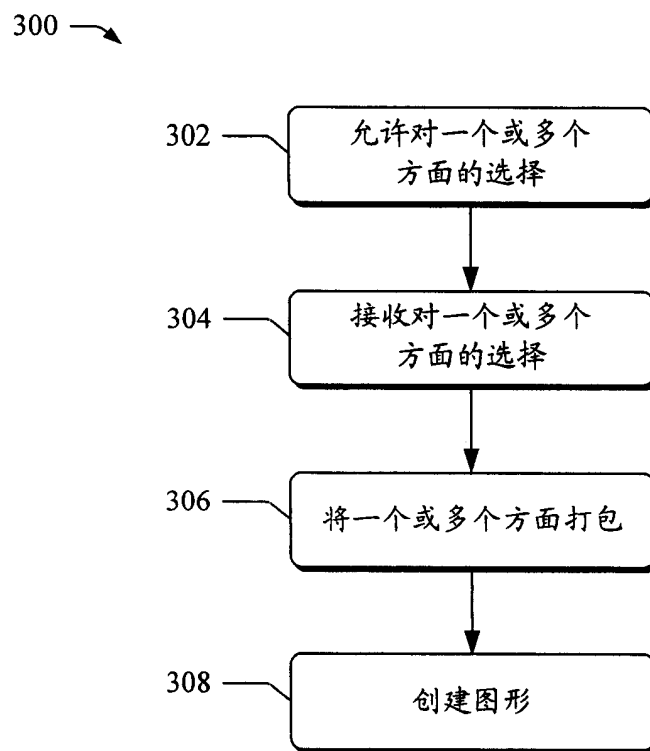 300
302
允许对一个或多个
方面的选择
304
接收对一个或多个
方面的选择
306
将一个或多个方面打包
308
创建图形